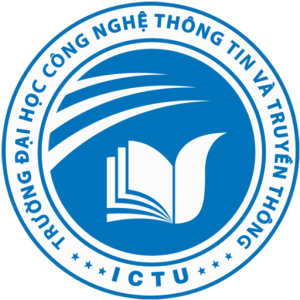 TRƯỜNG ĐẠI HỌC CÔNG NGHỆ THÔNG TIN VÀ TRUYỀN THÔNG
ICTU